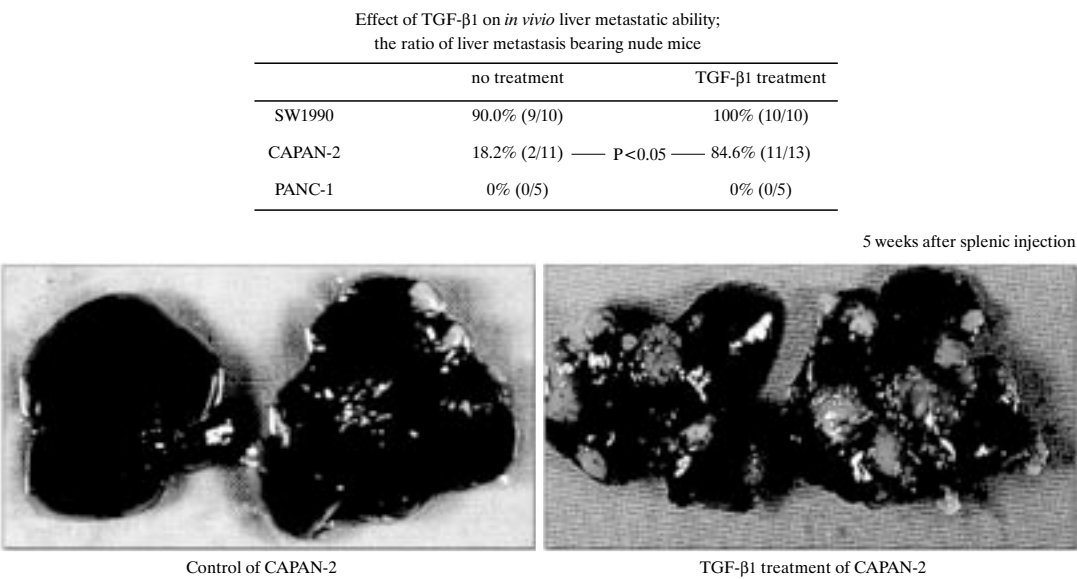 Effect of TGF-β1 on in vivio liver metastatic ability;
the ratio of liver metastasis bearing nude mice
no treatment TGF-β1 treatment
SW1990 90.0% (9/10) 100% (10/10)
CAPAN-2 18.2% (2/11) —— P<0.05 —— 84.6% (11/13)
PANC-1 0% (0/5) 0% (0/5)
5 weeks after splenic injection
Control of CAPAN-2 TGF-β1 treatment of CAPAN-2